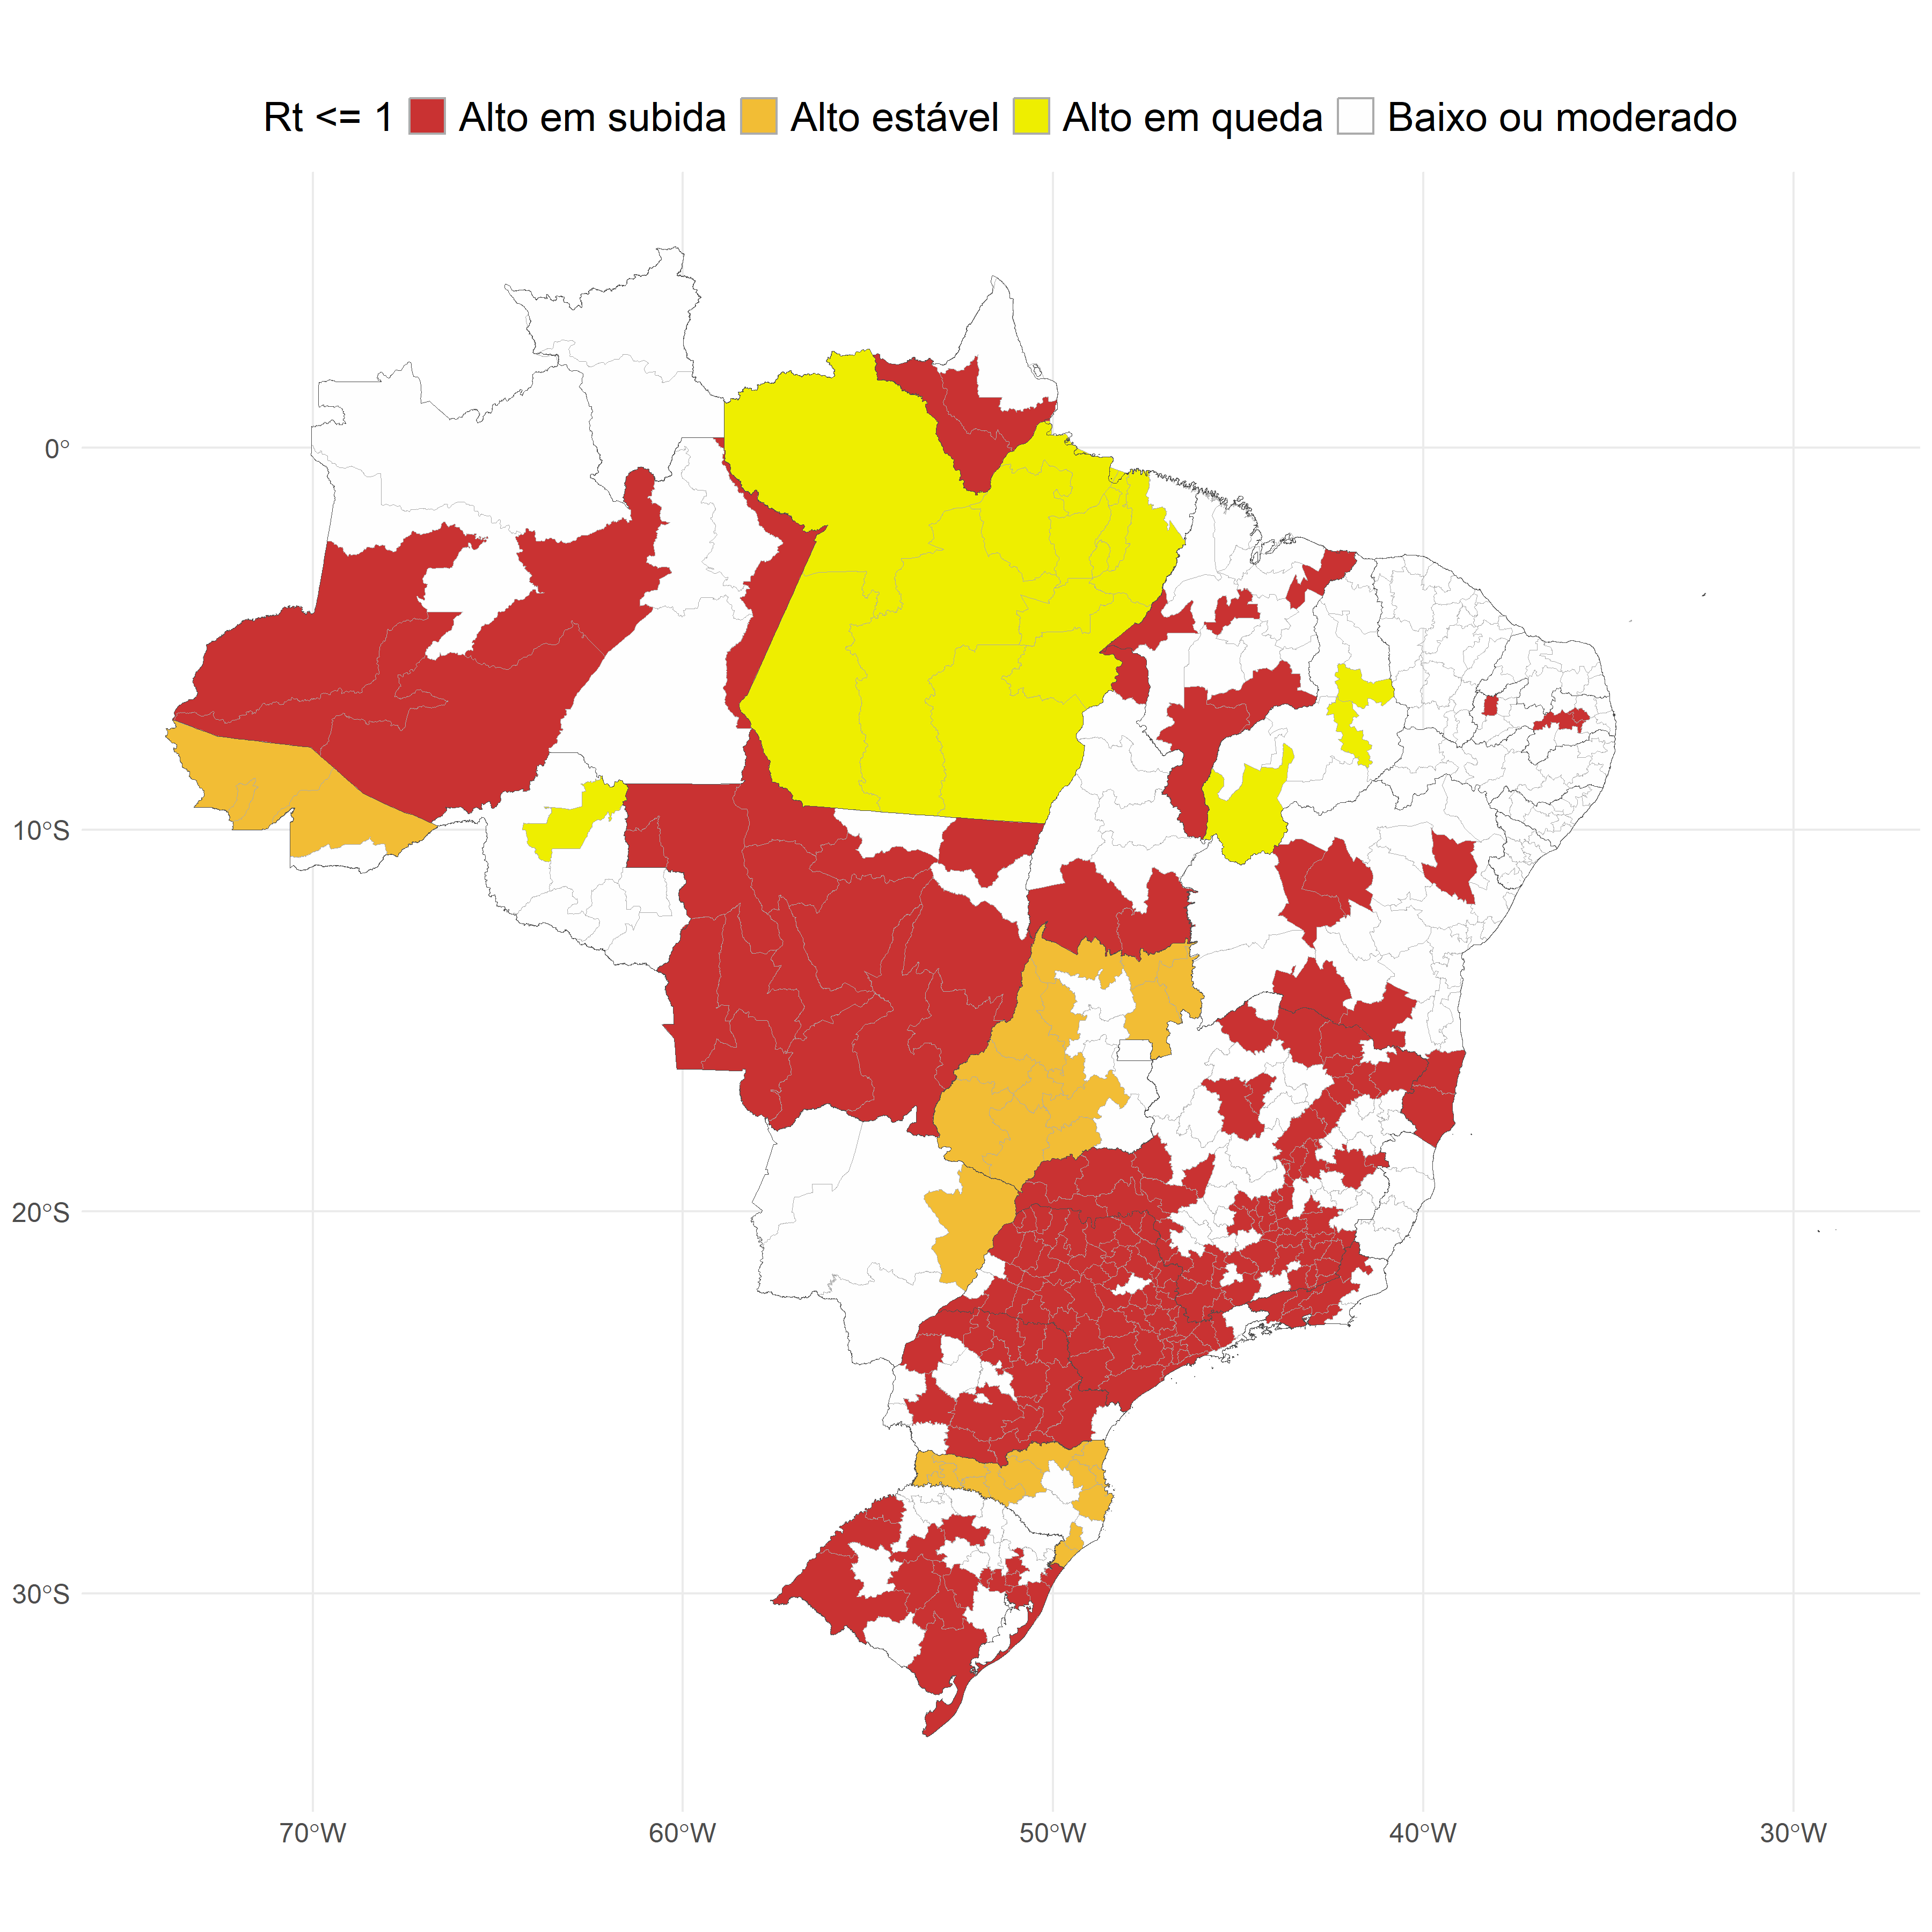 Rt <= 1 Alto em subida Alto estável Alto em queda Baixo ou moderado
0°
10°S
20°S
30°S
70°W 60°W 50°W 40°W 30°W